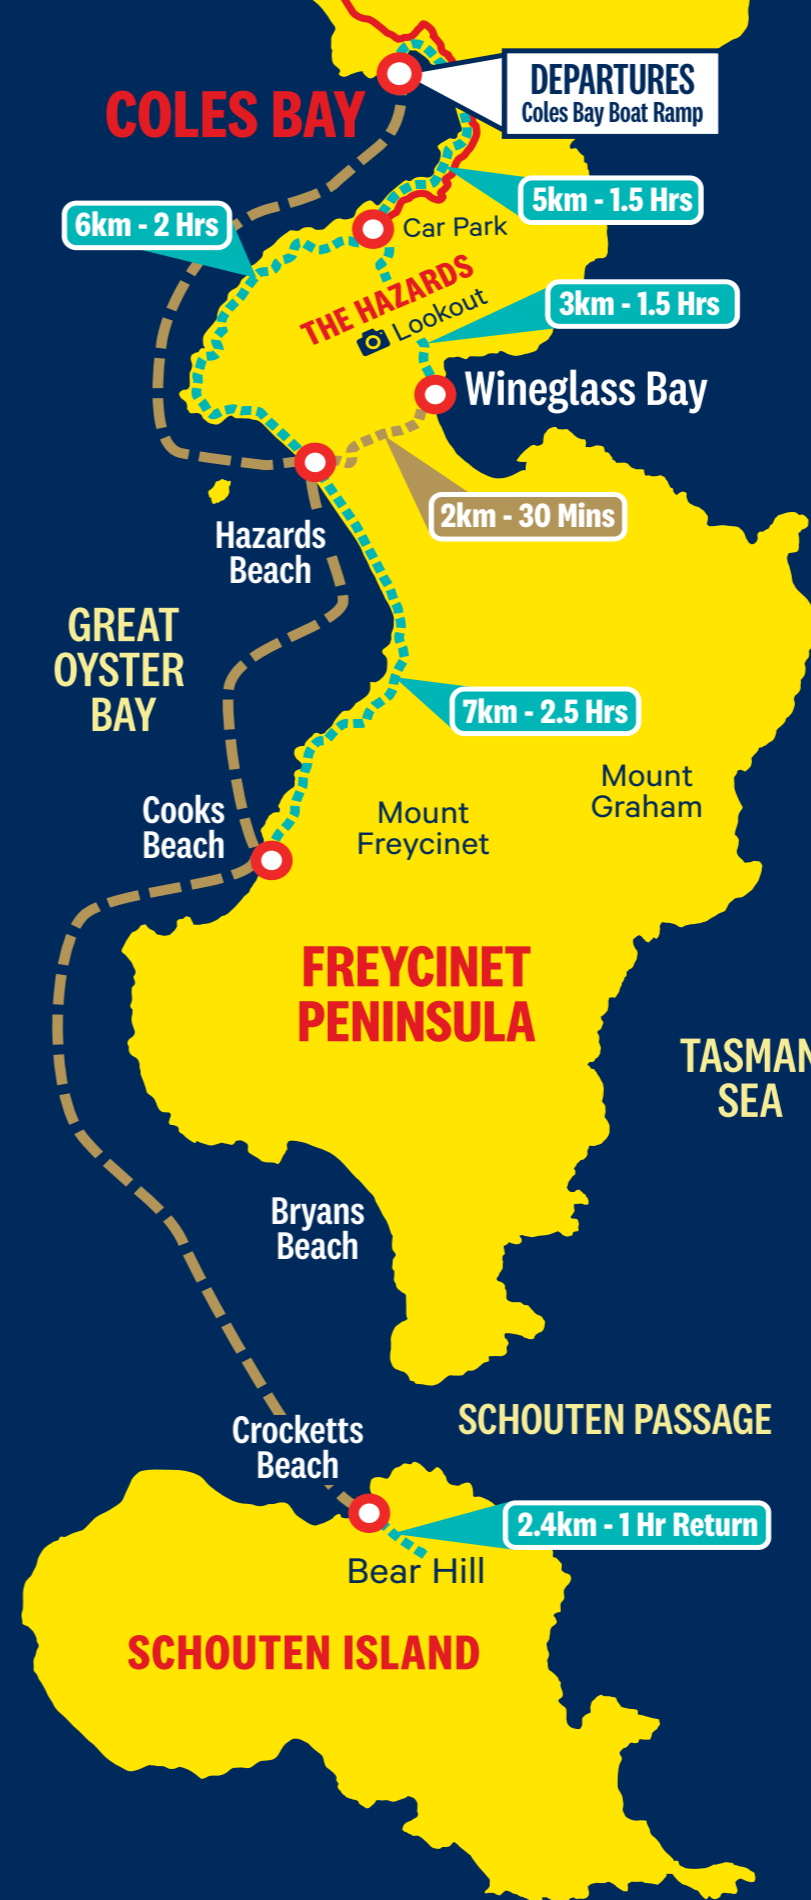 DEPARTURES
Coles Bay Boat Ramp
COLES BAY
5km - 1.5 Hrs
6km - 2 Hrs
Car Park
THE HAZARDS
Lookout
3km - 1.5 Hrs
Wineglass Bay
2km - 30 Mins
Hazards
Beach
GREAT
OYSTER
BAY
7km - 2.5 Hrs
Mount
Graham
Cooks
Beach
Mount
Freycinet
FREYCINET
PENINSULA
TASMAN
SEA
Bryans
Beach
SCHOUTEN PASSAGE
Crocketts
Beach
2.4km - 1 Hr Return
Bear Hill
SCHOUTEN ISLAND